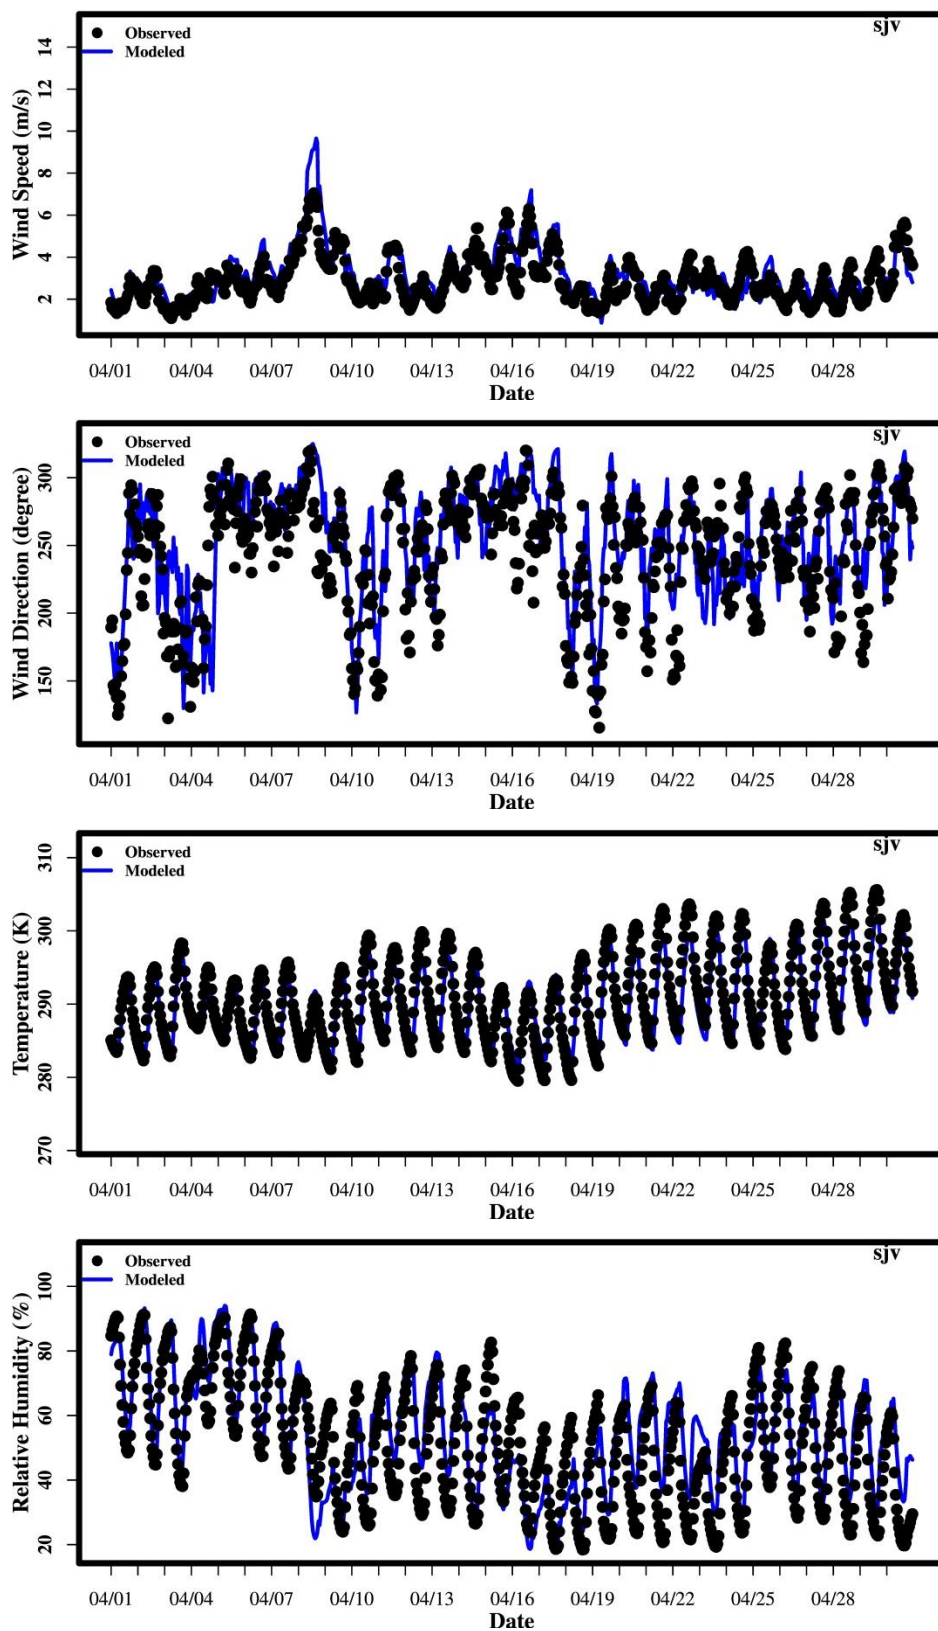 sjv
Observed
Modeled
Wind Speed (m/s)
14
12
10
8
6
4
2
04/01 04/04 04/07 04/10 04/13 04/16 04/19 04/22 04/25 04/28
Date
sjv
Observed
Modeled
Wind Direction (degree)
300
250
200
150
04/01 04/04 04/07 04/10 04/13 04/16 04/19 04/22 04/25 04/28
Date
sjv
Observed
Modeled
Temperature (K)
310
300
290
280
270
04/01 04/04 04/07 04/10 04/13 04/16 04/19 04/22 04/25 04/28
Date
sjv
Observed
Modeled
Relative Humidity (%)
100
80
60
40
20
04/01 04/04 04/07 04/10 04/13 04/16 04/19 04/22 04/25 04/28
Date